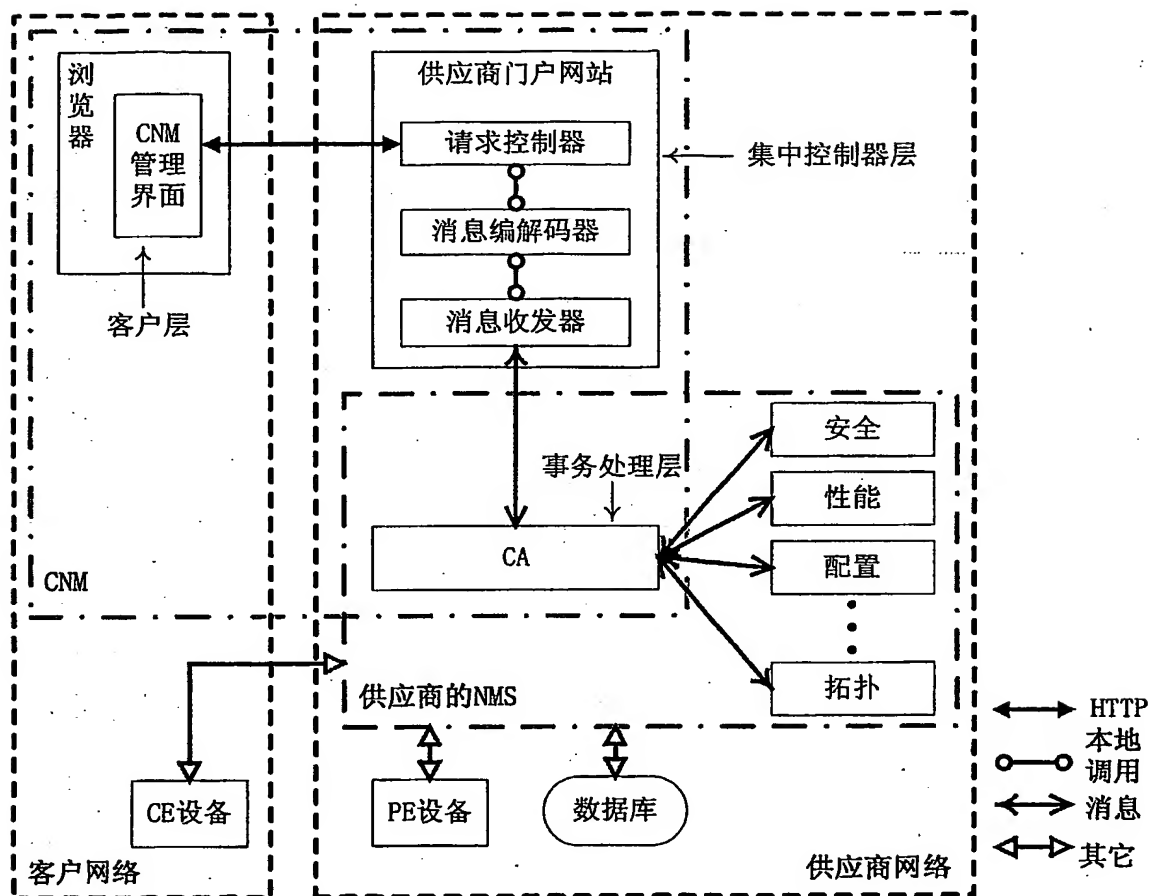 浏
览
器
CNM
管理
界面
客户层
供应商门户网站
请求控制器
消息编解码器
消息收发器
集中控制器层
事务处理层
CA
安全
性能
配置
拓扑
CNM
供应商的NMS
CE设备
PE设备
数据库
客户网络
供应商网络
HTTP
本地
调用
消息
其它